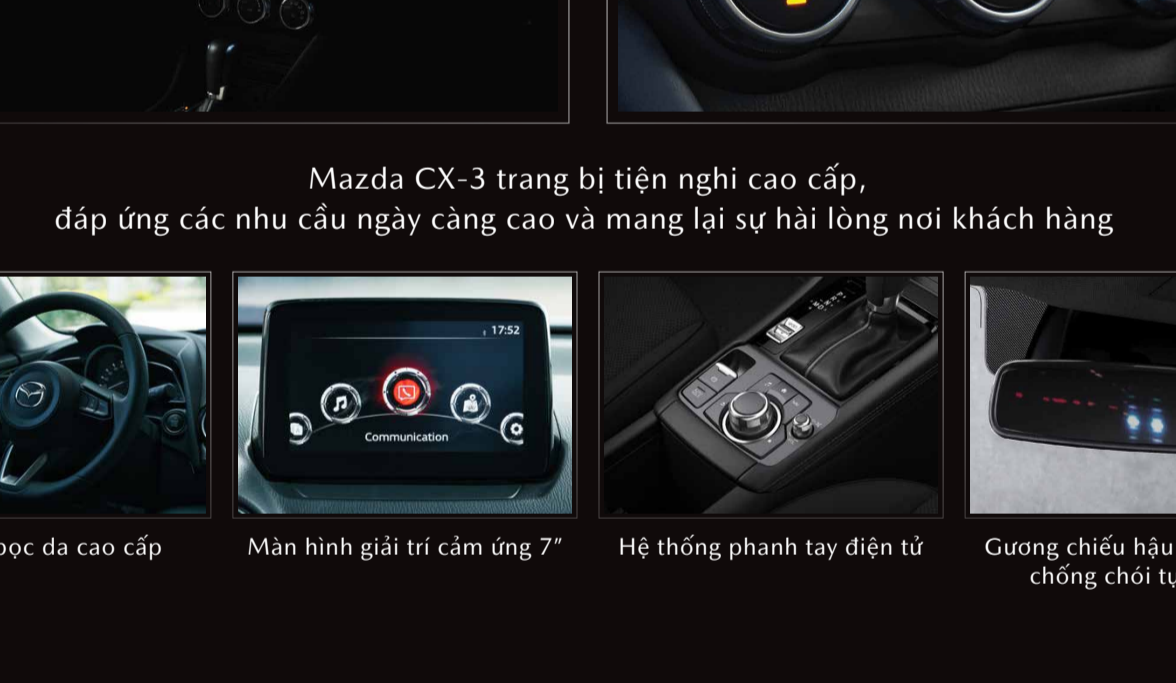 Mazda CX-3 trang bị tiện nghi cao cấp,
đáp ứng các nhu cầu ngày càng cao và mang lại sự hài lòng nơi khách hàng
17:52
Communication
bọc da cao cấp
Màn hình giải trí cảm ứng 7”
Hệ thống phanh tay điện tử
Gương chiếu hậu
chống chói